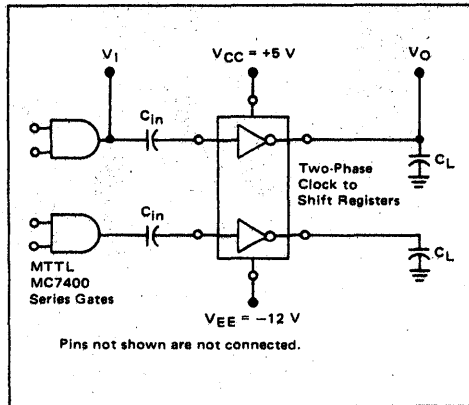 V_I
V_CC = +5 V
V_O
C_in
C_L
Two-Phase
Clock to
Shift Registers
C_in
C_L
MTTL
MC7400
Series Gates
V_EE = −12 V
Pins not shown are not connected.